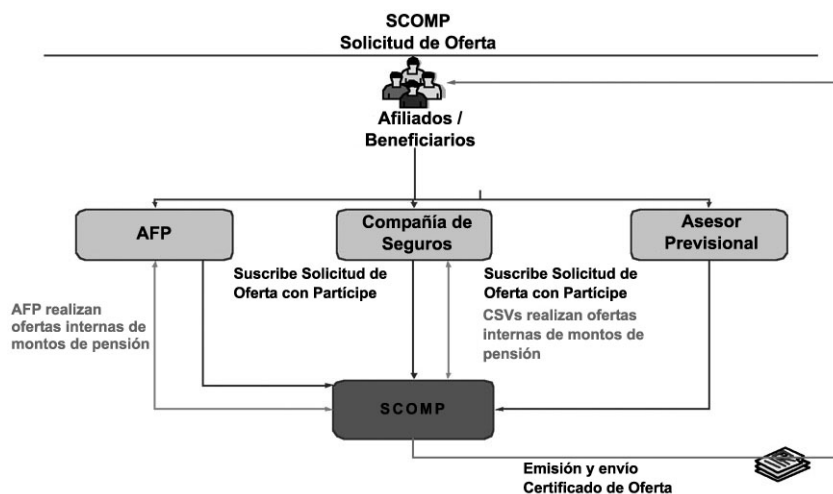 SCOMP
Solicitud de Oferta
Afiliados /
Beneficiarios
AFP
Compañía de
Seguros
Asesor
Previsional
Suscribe Solicitud de
Oferta con Partícipe
Suscribe Solicitud de
Oferta con Partícipe
AFP realizan
ofertas internas de
montos de pensión
CSVs realizan ofertas
internas de montos de
pensión
SCOMP
Emisión y envío
Certificado de Oferta